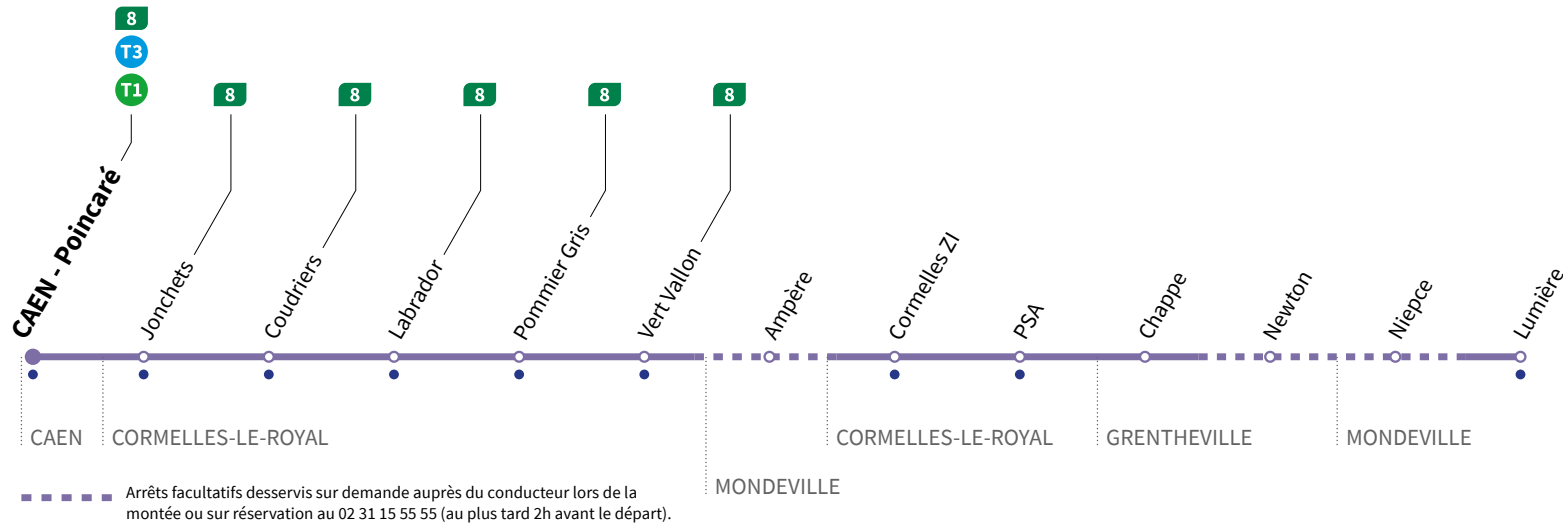 8
T3
T1
8
8
8
8
8
CAEN - Poincaré
Jonchets
Coudriers
Labrador
Pommier Gris
Vert Vallon
Ampère
Cormelles ZI
PSA
Chappe
Newton
Niepce
Lumière
CAEN
CORMELLES-LE-ROYAL
MONDEVILLE
CORMELLES-LE-ROYAL
GRENTHEVILLE
MONDEVILLE
Arrêts facultatifs desservis sur demande auprès du conducteur lors de la
montée ou sur réservation au 02 31 15 55 55 (au plus tard 2h avant le départ).